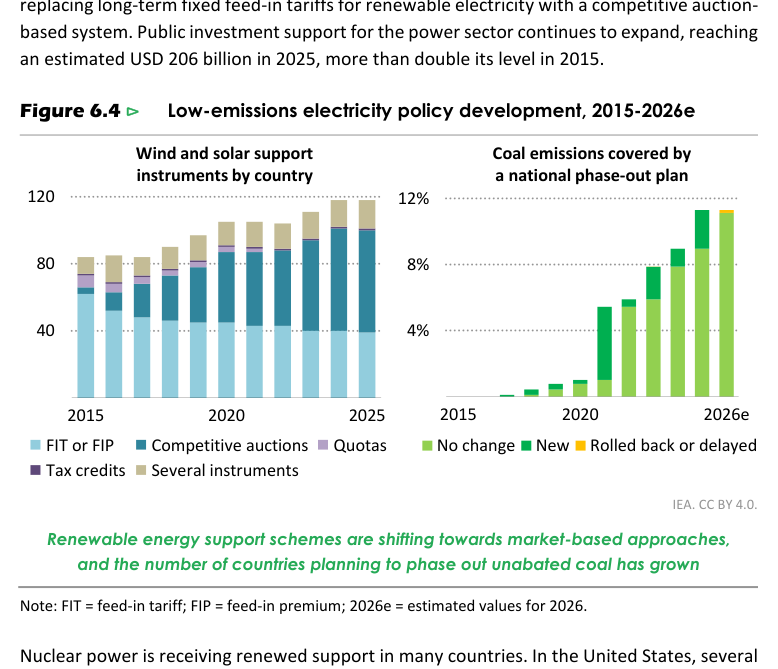 replacing long-term fixed feed-in tariffs for renewable electricity with a competitive auction-
based system. Public investment support for the power sector continues to expand, reaching
an estimated USD 206 billion in 2025, more than double its level in 2015.
Figure 6.4 ▷ Low-emissions electricity policy development, 2015-2026e
Wind and solar support
instruments by country
120
80
40
2015 2020 2025
FIT or FIP Competitive auctions Quotas
Tax credits Several instruments
Coal emissions covered by
a national phase-out plan
12%
8%
4%
2015 2020 2026e
No change New Rolled back or delayed
IEA. CC BY 4.0.
Renewable energy support schemes are shifting towards market-based approaches,
and the number of countries planning to phase out unabated coal has grown
Note: FIT = feed-in tariff; FIP = feed-in premium; 2026e = estimated values for 2026.
Nuclear power is receiving renewed support in many countries. In the United States, several